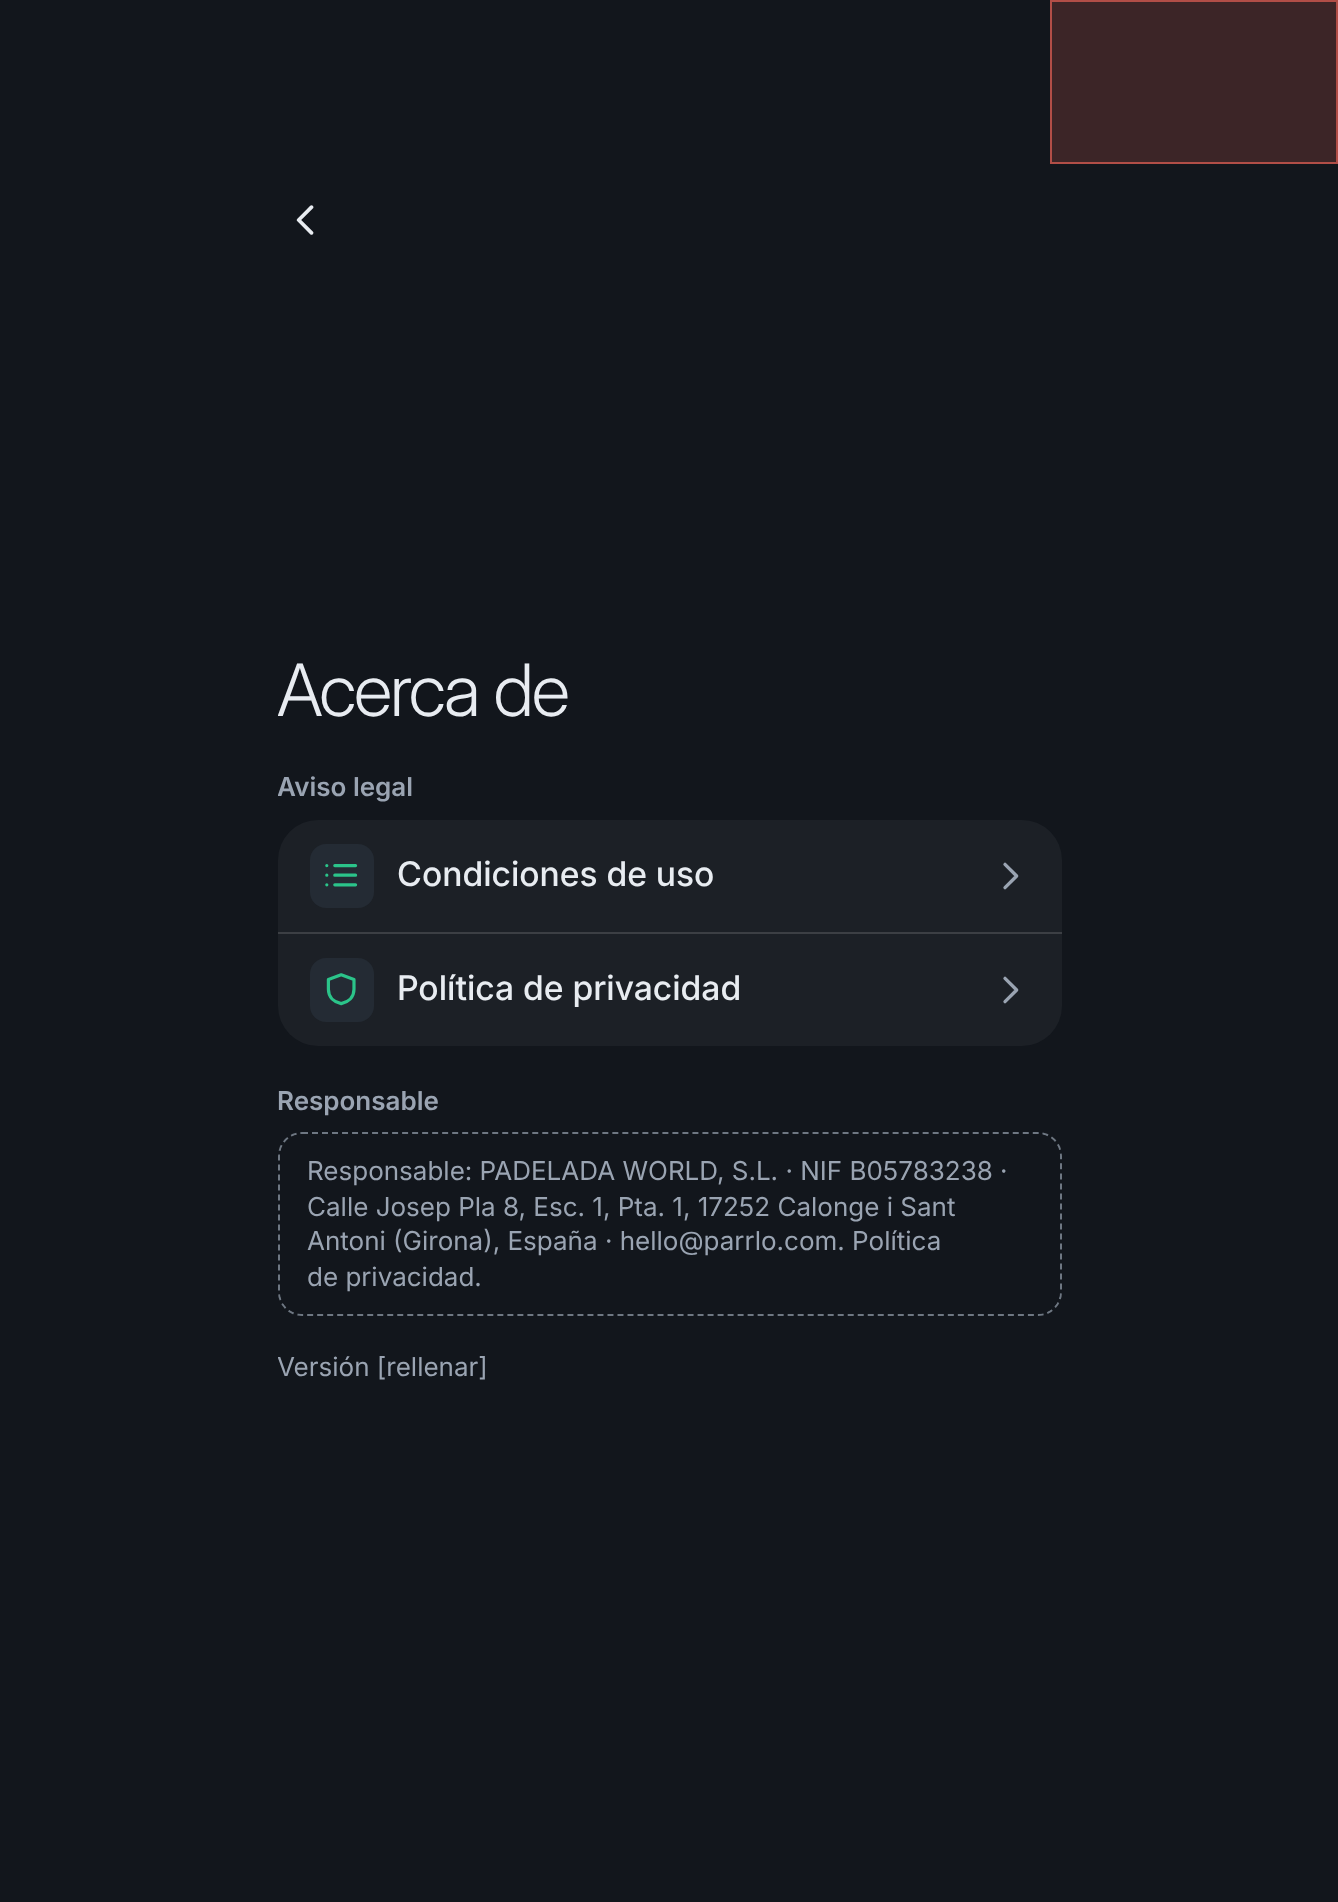 Acerca de
Aviso legal
Condiciones de uso
Política de privacidad
Responsable
Responsable: PADELADA WORLD, S.L. · NIF B05783238 ·
Calle Josep Pla 8, Esc. 1, Pta. 1, 17252 Calonge i Sant
Antoni (Girona), España · hello@parrlo.com. Política
de privacidad.
Versión [rellenar]